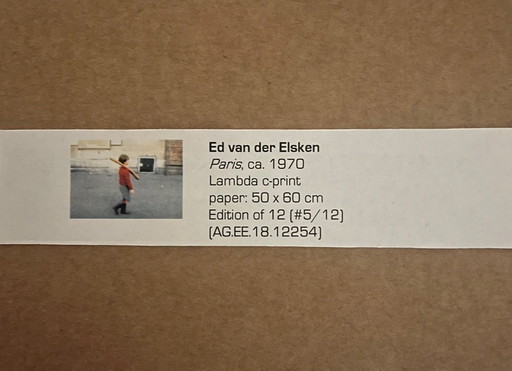 Ed van der Elsken
Paris, ca. 1970
Lambda c-print
paper: 50 x 60 cm
Edition of 12 (#5/12)
(AG.EE.18.12254)